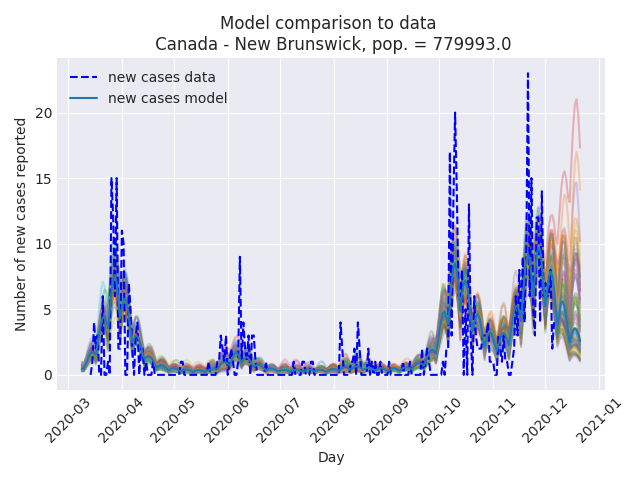 Model comparison to data
Canada - New Brunswick, pop. = 779993.0
new cases data
new cases model
Number of new cases reported
20
15
10
5
0
2020-03
2020-04
2020-05
2020-06
2020-07
2020-08
2020-09
2020-10
2020-11
2020-12
2021-01
Day